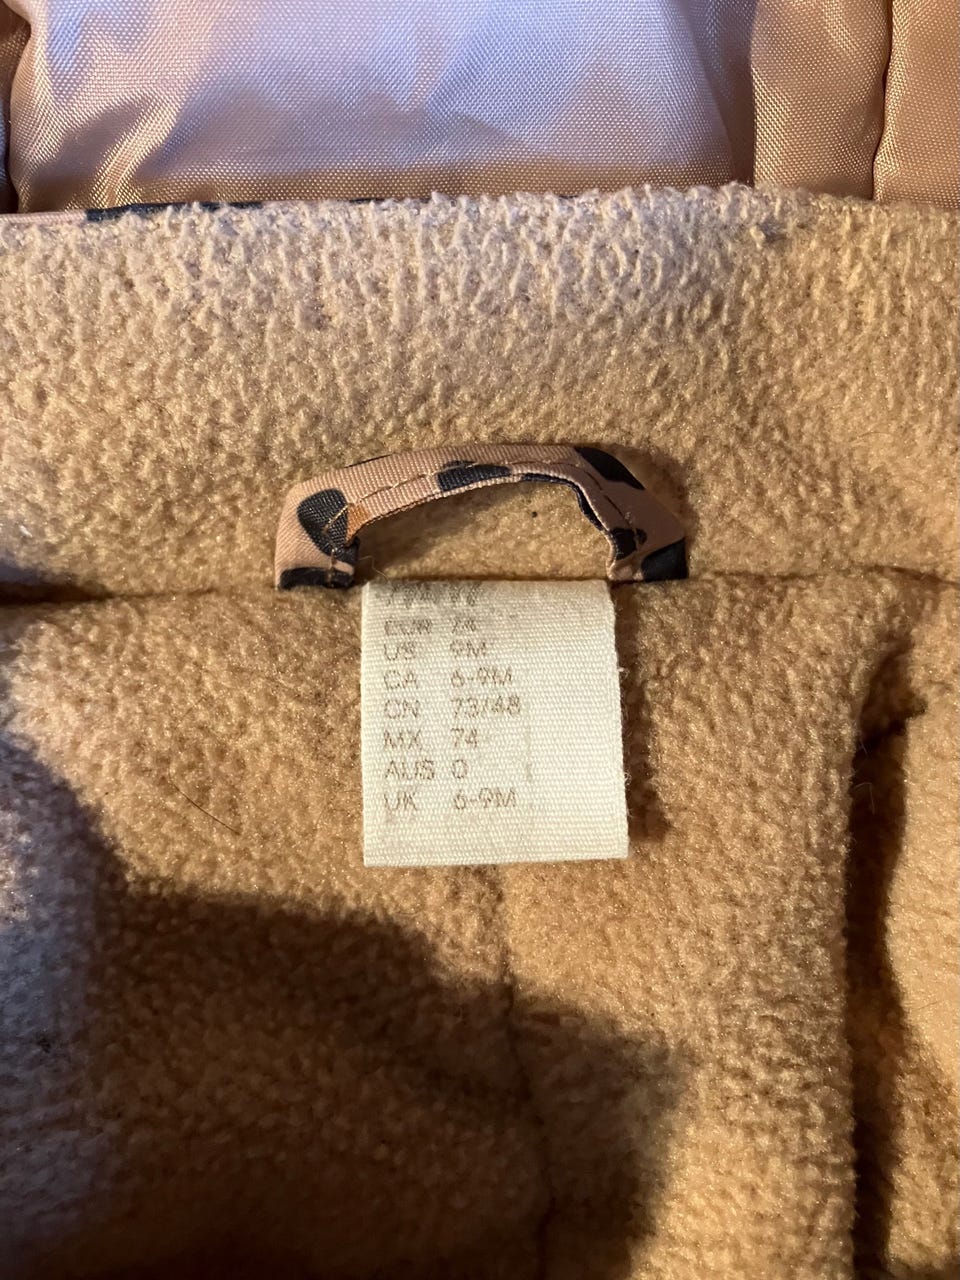 EUR 74
US 9M
CA 6-9M
CN 73/48
MX 74
AUS 0
UK 6-9M